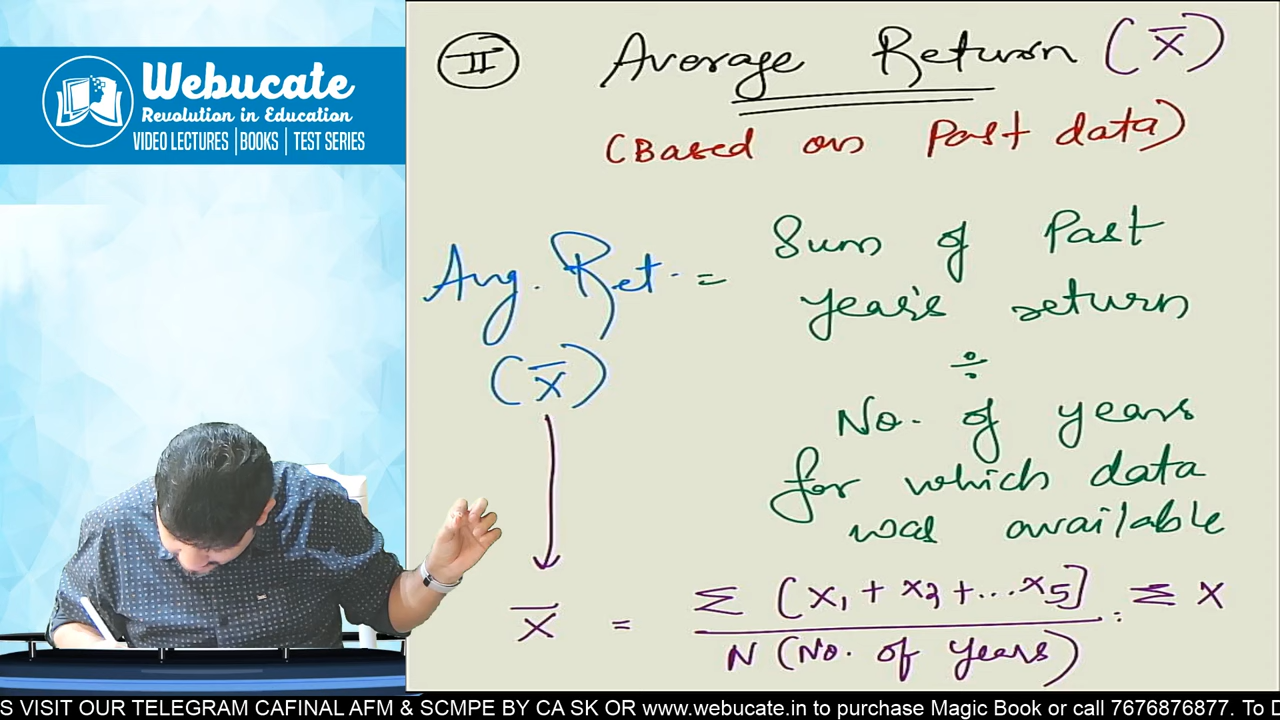 Webucate
Revolution in Education
VIDEO LECTURES | BOOKS | TEST SERIES
II Average Return (x̄)
(Based on Past data)
Avg. Ret. = Sum of Past
year's return
÷
(x̄)
No. of years
for which data
was available
x̄ = Σ (x₁ + x₂ + ... x₅] ÷ Σ x
N (No. of years)
S VISIT OUR TELEGRAM CAFINAL AFM & SCMPE BY CA SK OR www.webucate.in to purchase Magic Book or call 7676876877. To D